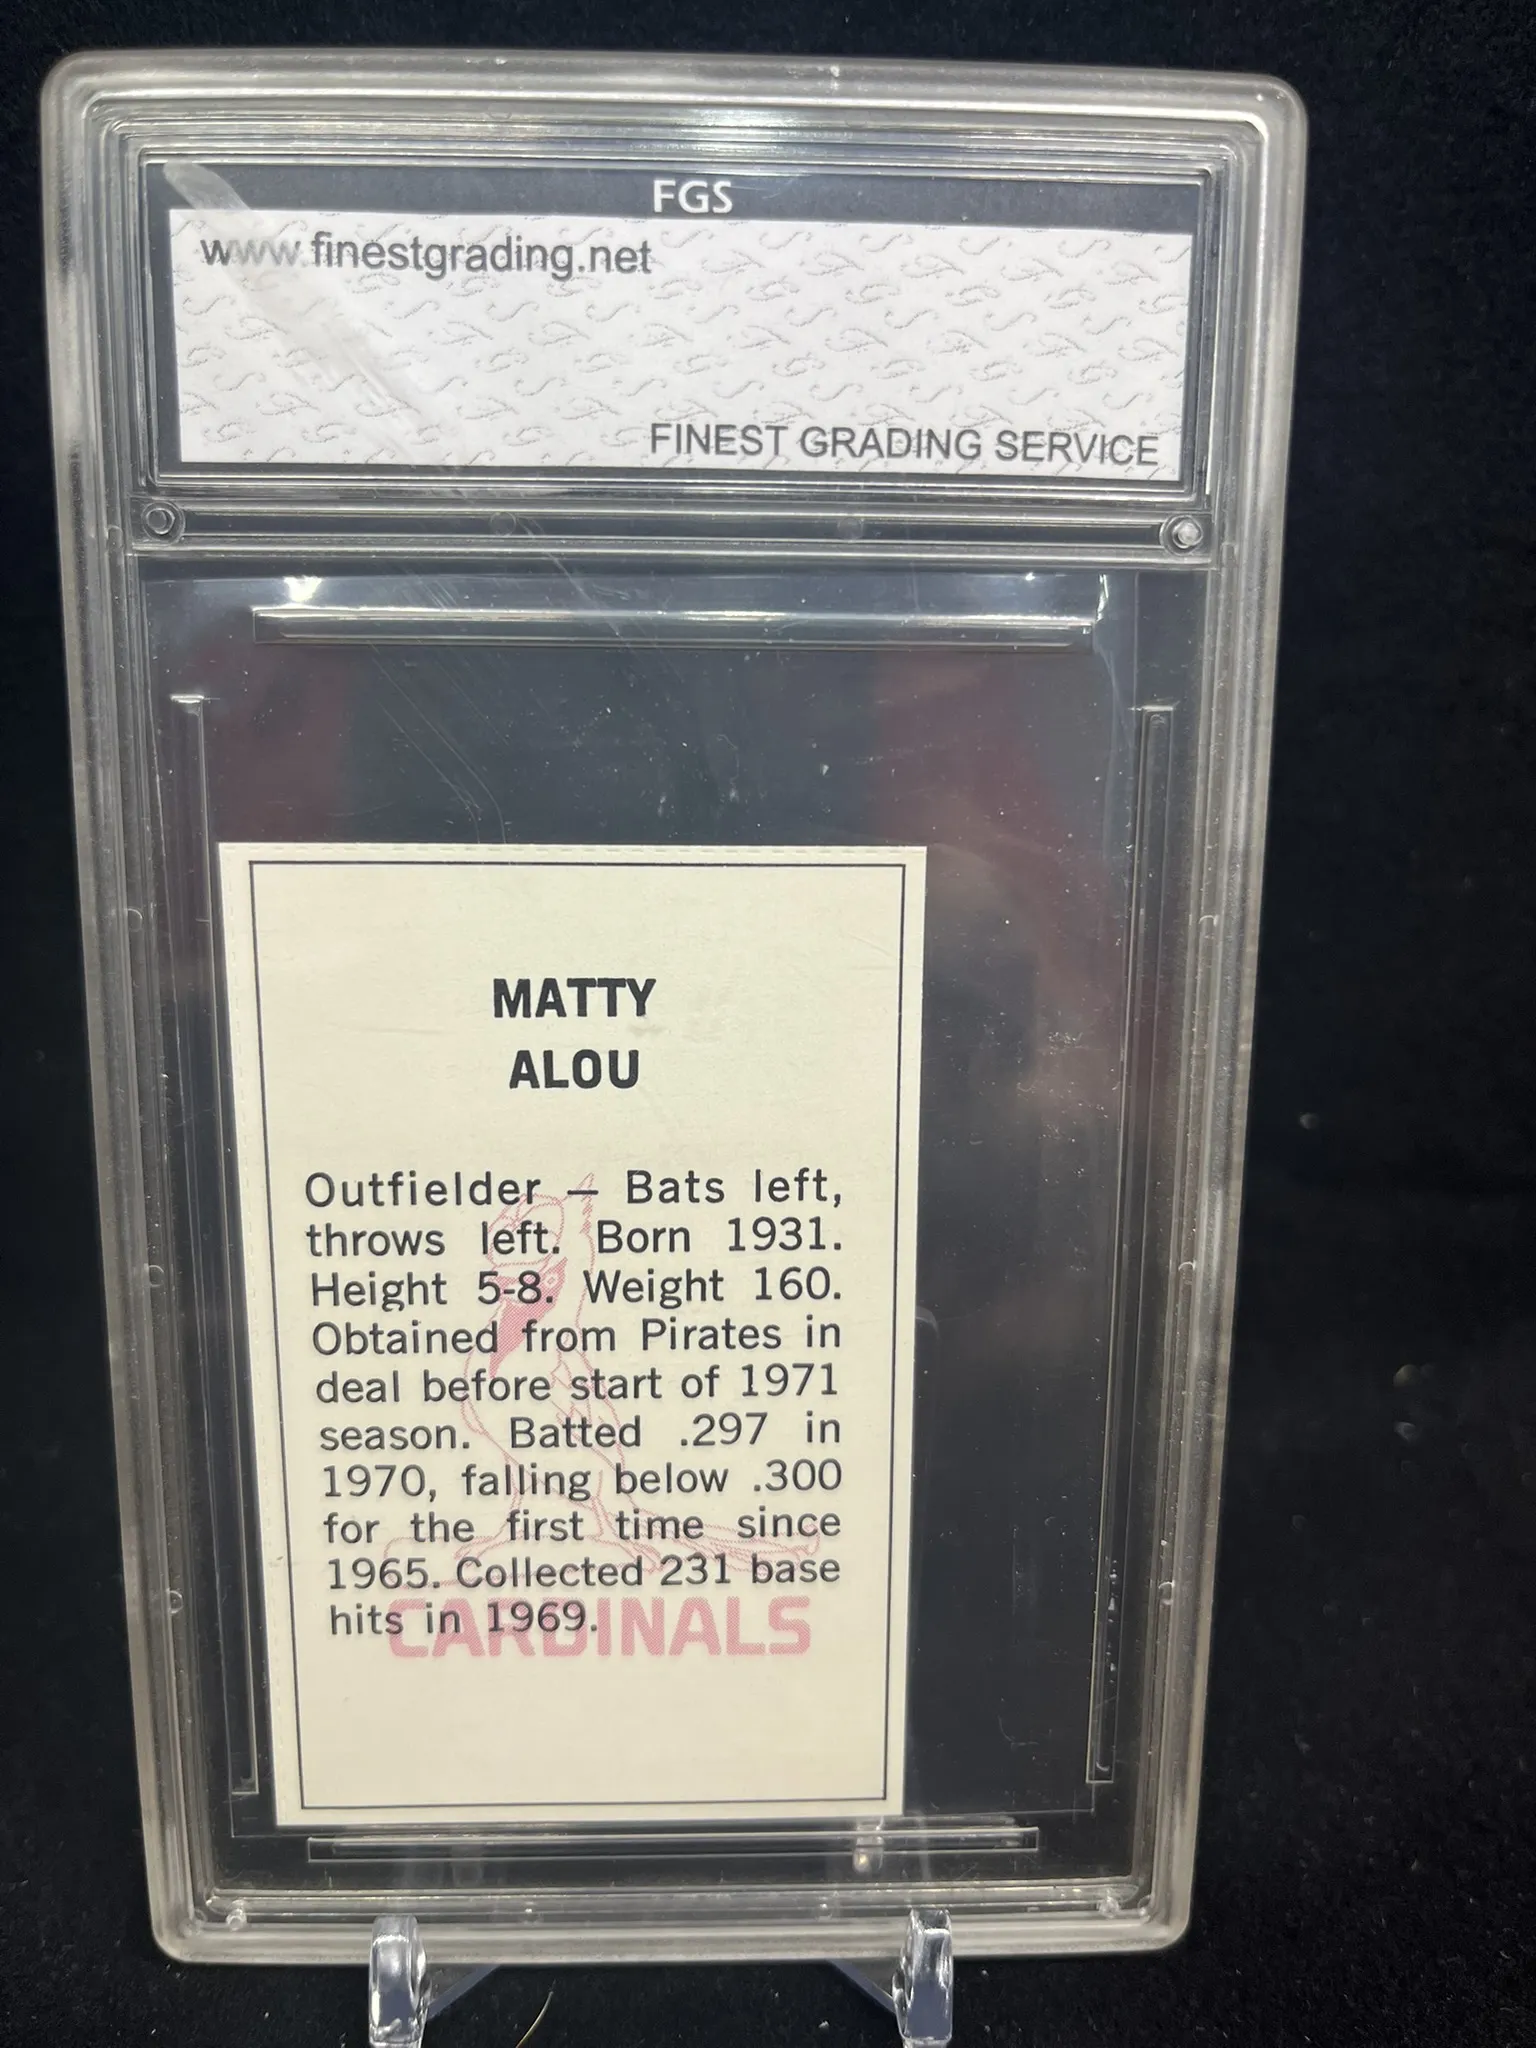 FGS
www.finestgrading.net
FINEST GRADING SERVICE
MATTY
ALOU
Outfielder — Bats left,
throws left. Born 1931.
Height 5-8. Weight 160.
Obtained from Pirates in
deal before start of 1971
season. Batted .297 in
1970, falling below .300
for the first time since
1965. Collected 231 base
hits in 1969.
CARDINALS